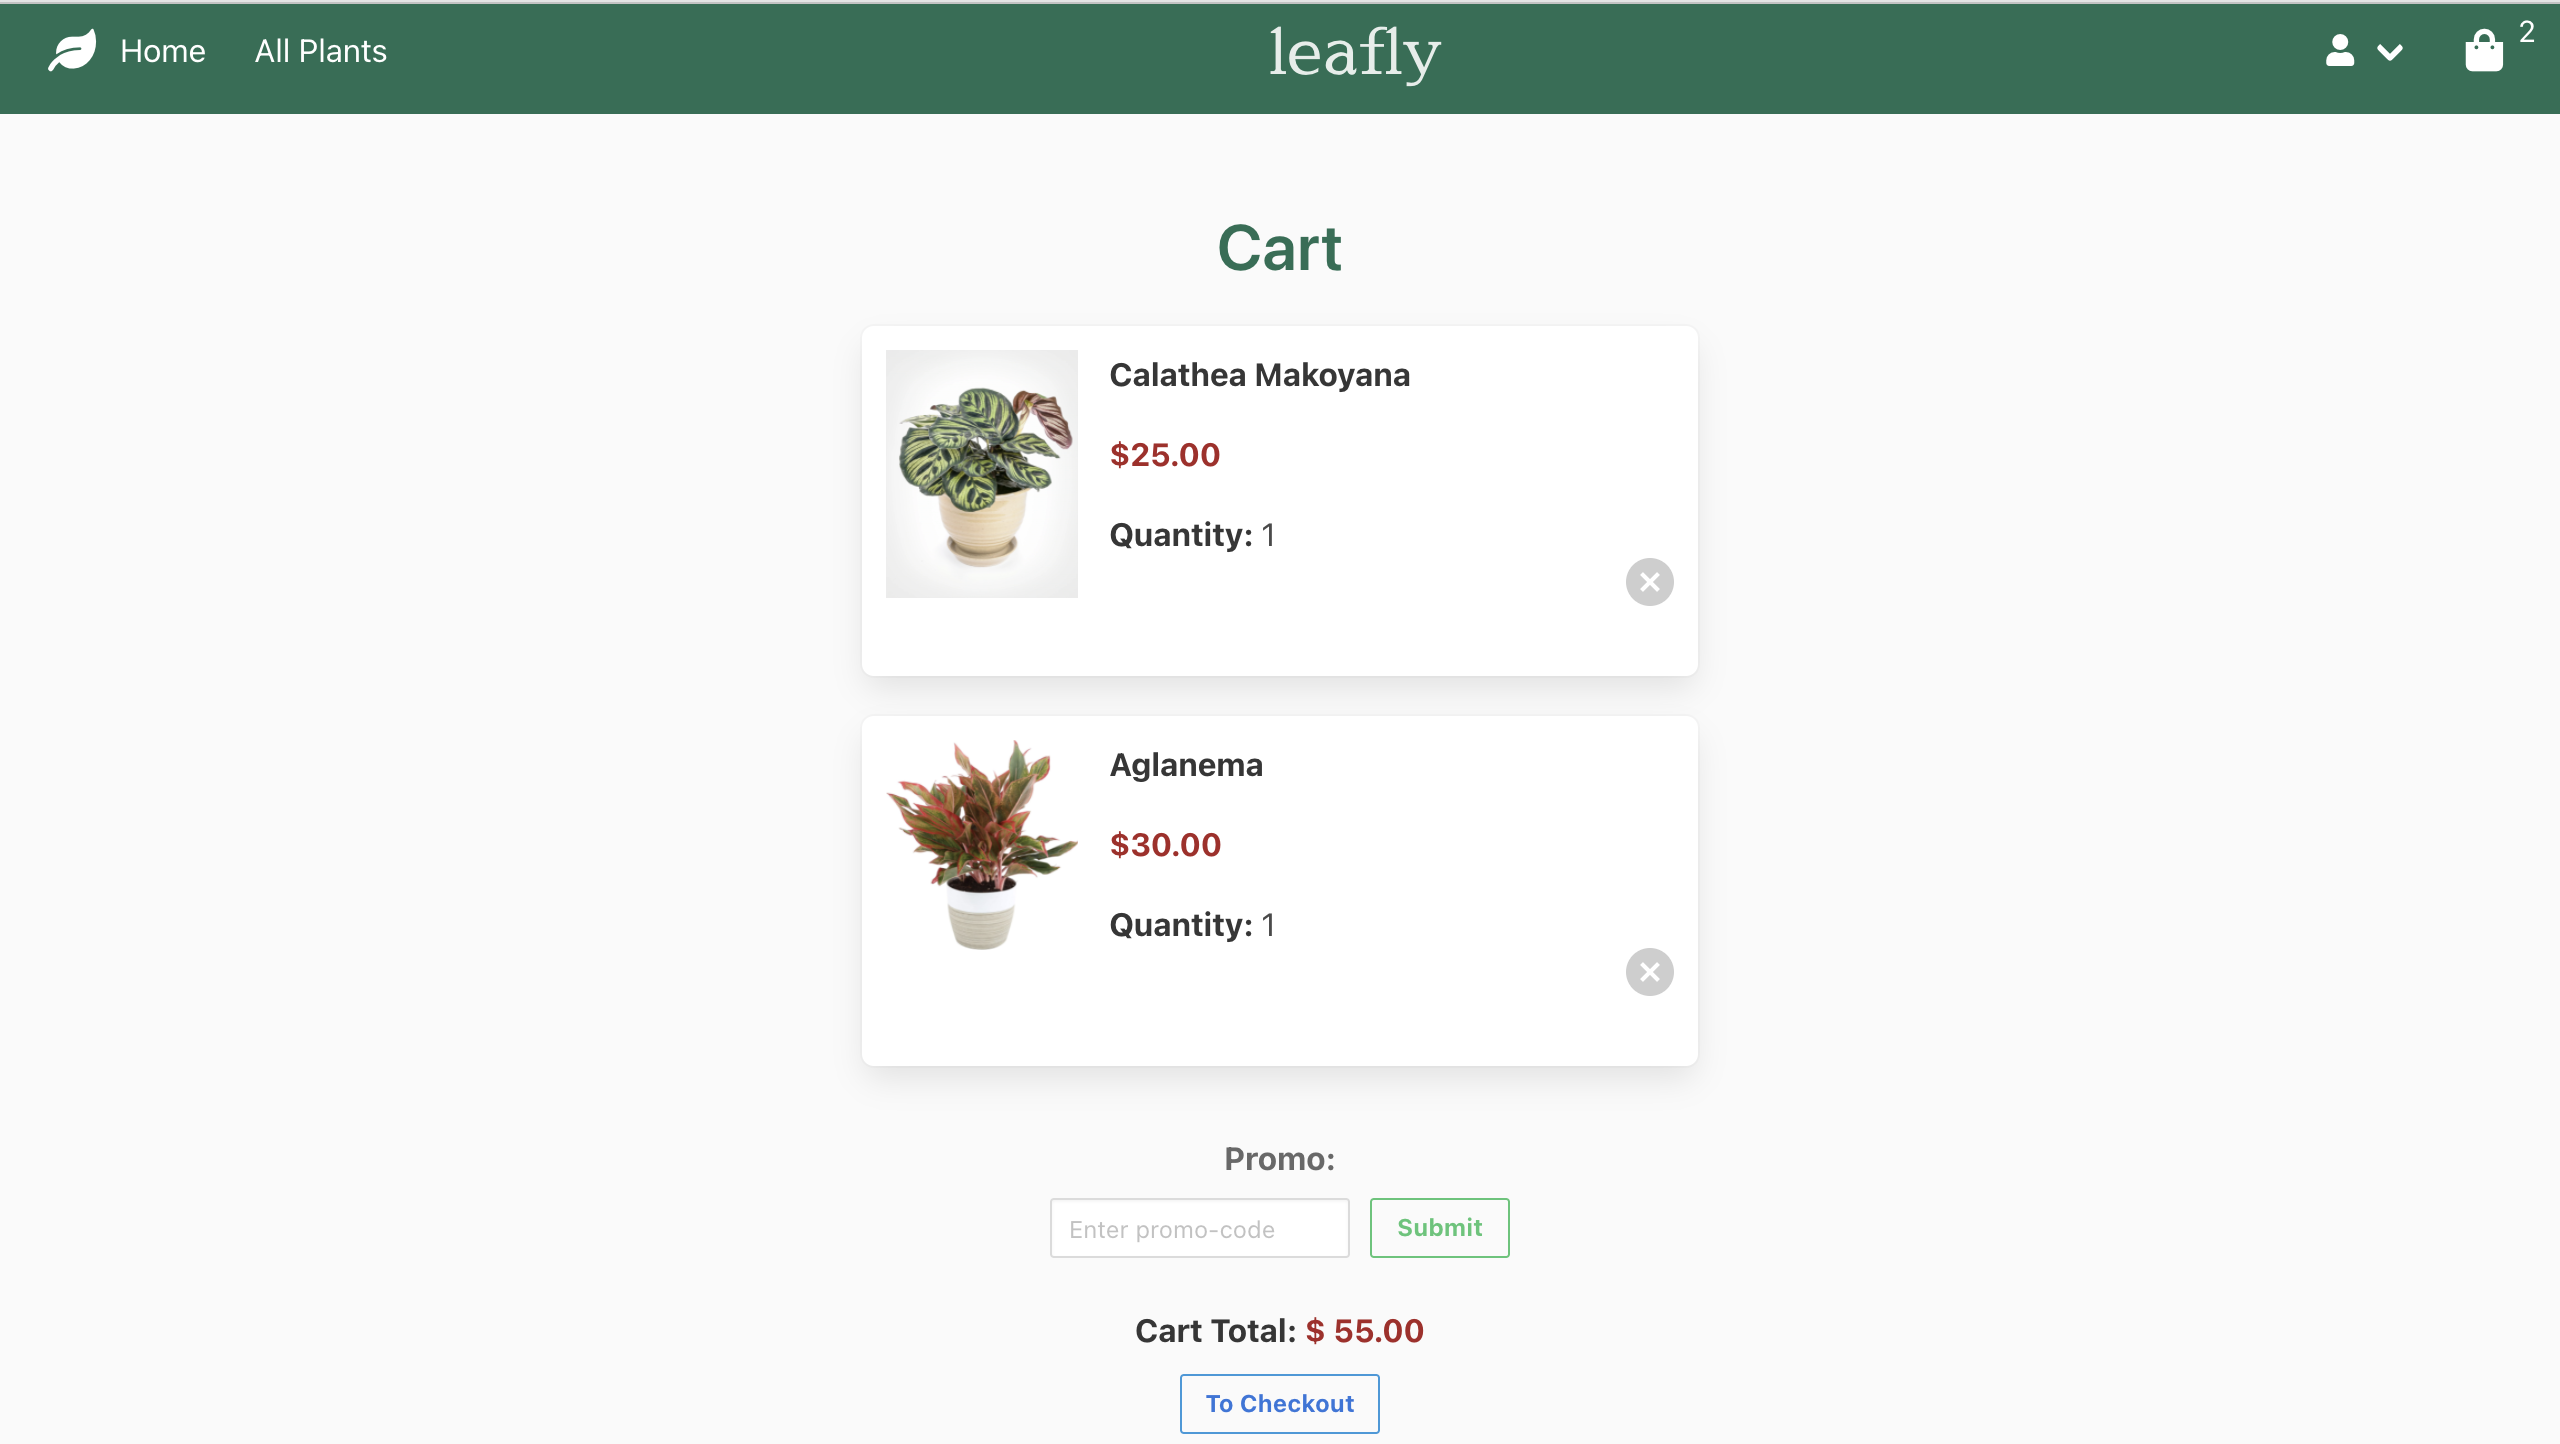 Home
All Plants
leafly
2
Cart
Calathea Makoyana
$25.00
Quantity: 1
Aglanema
$30.00
Quantity: 1
Promo:
Enter promo-code
Submit
Cart Total: $ 55.00
To Checkout